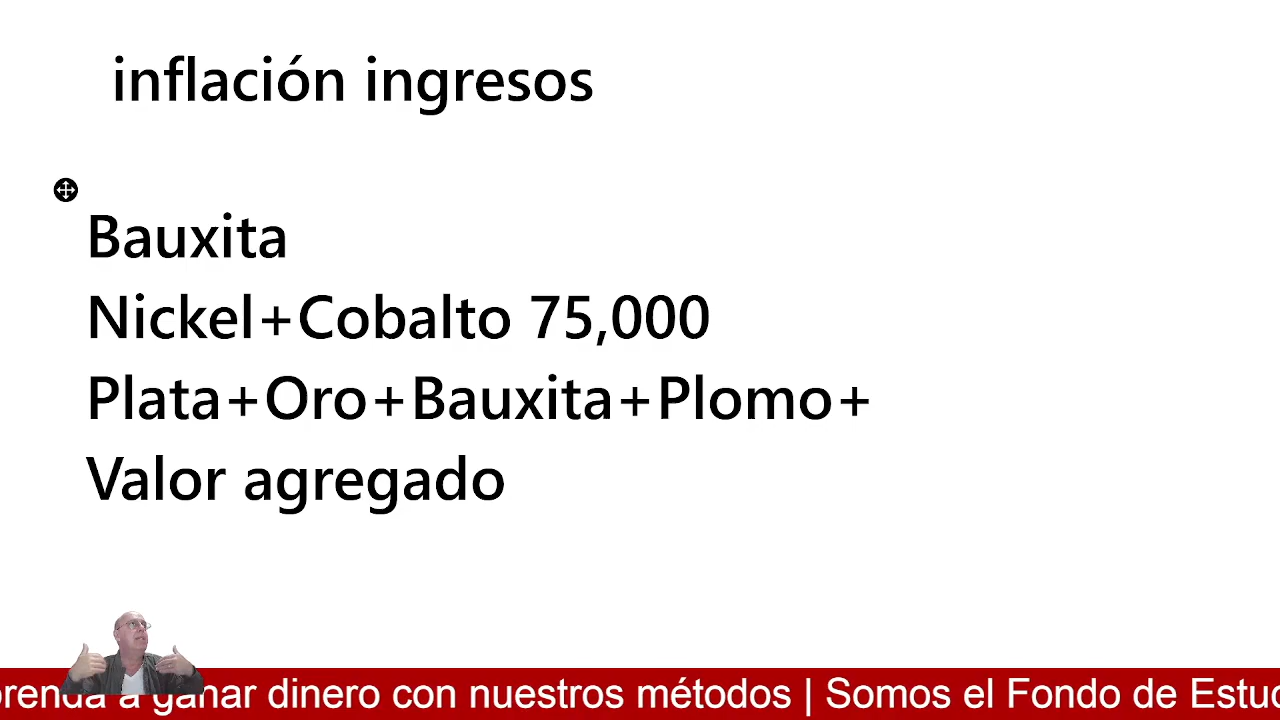 inflación ingresos
Bauxita
Nickel+Cobalto 75,000
Plata+Oro+Bauxita+Plomo+
Valor agregado
a ganar dinero con nuestros métodos | Somos el Fondo de